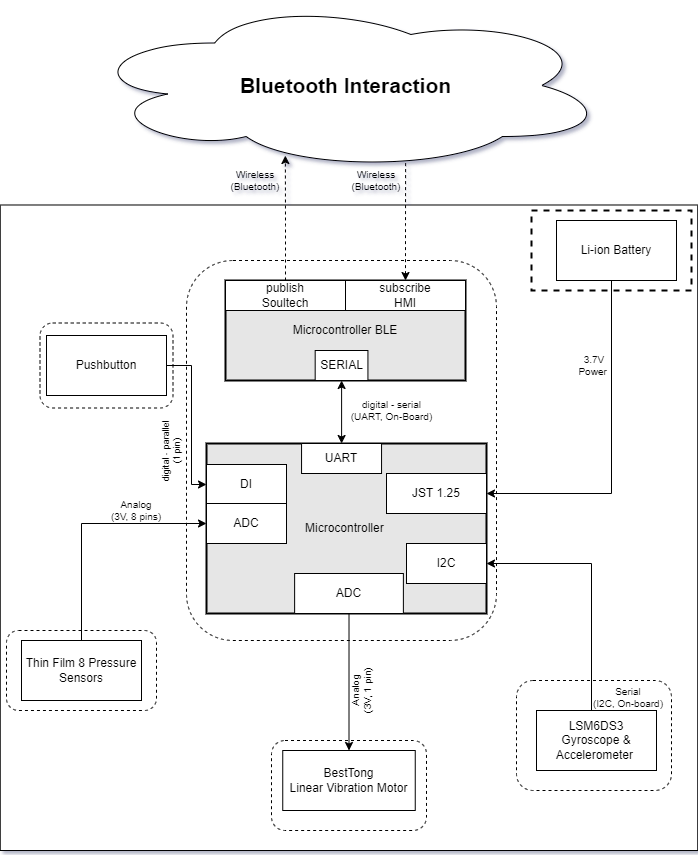 Bluetooth Interaction
Wireless
(Bluetooth)
Wireless
(Bluetooth)
Li-ion Battery
publish
Soultech
subscribe
HMI
Microcontroller BLE
SERIAL
Pushbutton
3.7V
Power
digital - serial
(UART, On-Board)
digital - parallel
(1 pin)
UART
DI
JST 1.25
Analog
(3V, 8 pins)
ADC
Microcontroller
I2C
ADC
Thin Film 8 Pressure
Sensors
Analog
(3V, 1 pin)
Serial
(I2C, On-board)
LSM6DS3
Gyroscope &
Accelerometer
BestTong
Linear Vibration Motor